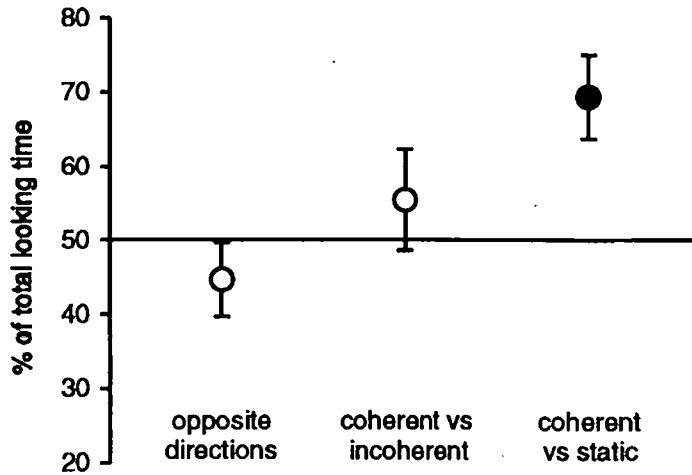 % of total looking time
80
70
60
50
40
30
20
opposite
directions
coherent vs
incoherent
coherent
vs static